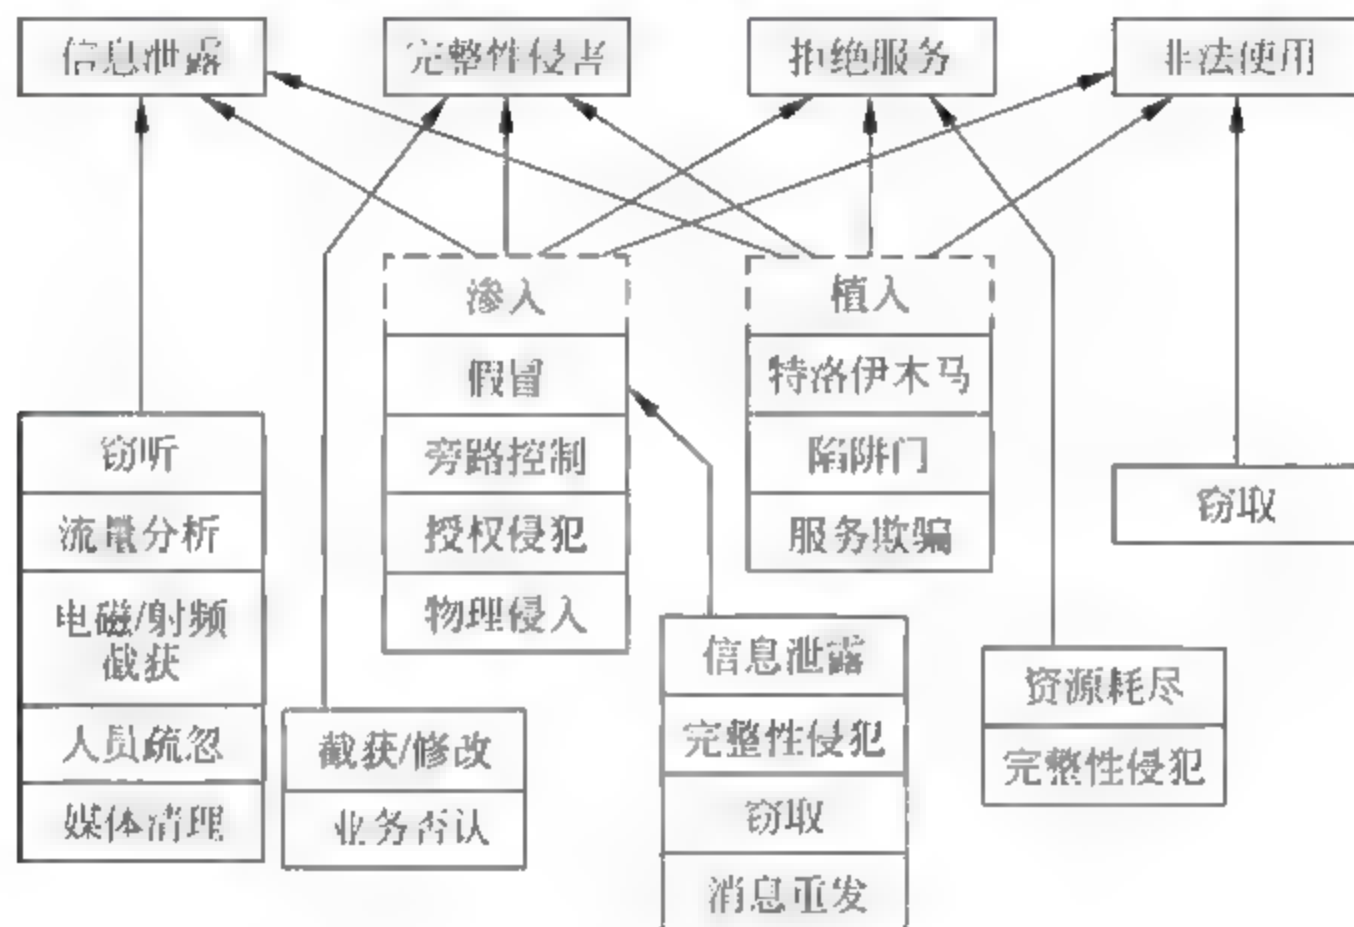 信息泄露
完整性侵害
拒绝服务
非法使用
渗入
假冒
旁路控制
授权侵犯
物理侵入
植入
特洛伊木马
陷阱门
服务欺骗
窃听
流量分析
电磁/射频
截获
人员疏忽
媒体清理
窃取
截获/修改
业务否认
信息泄露
完整性侵犯
窃取
消息重发
资源耗尽
完整性侵犯